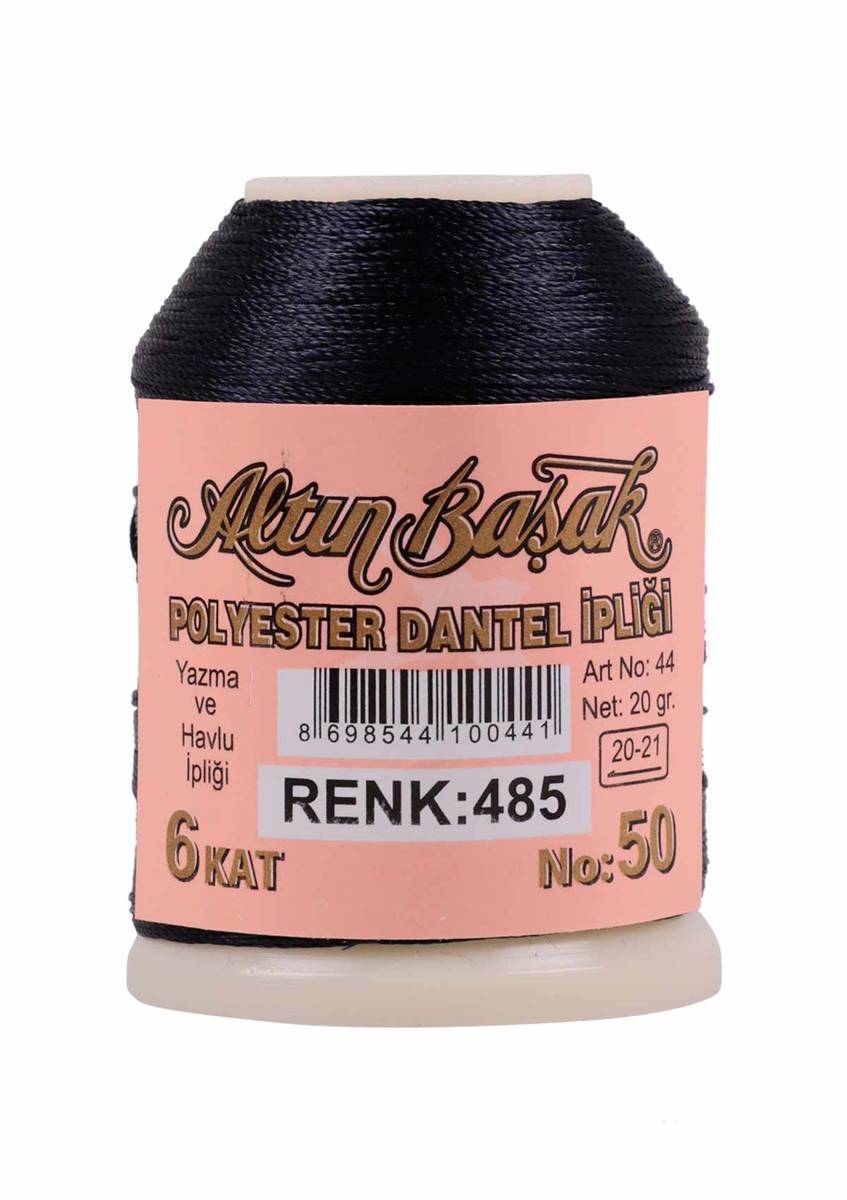 Altın Başak ®
POLYESTER DANTEL İPLİĞİ
Yazma
ve
Havlu
İpliği
8 698544 100441
Art No: 44
Net: 20 gr.
20-21
RENK:485
6 KAT
No:50